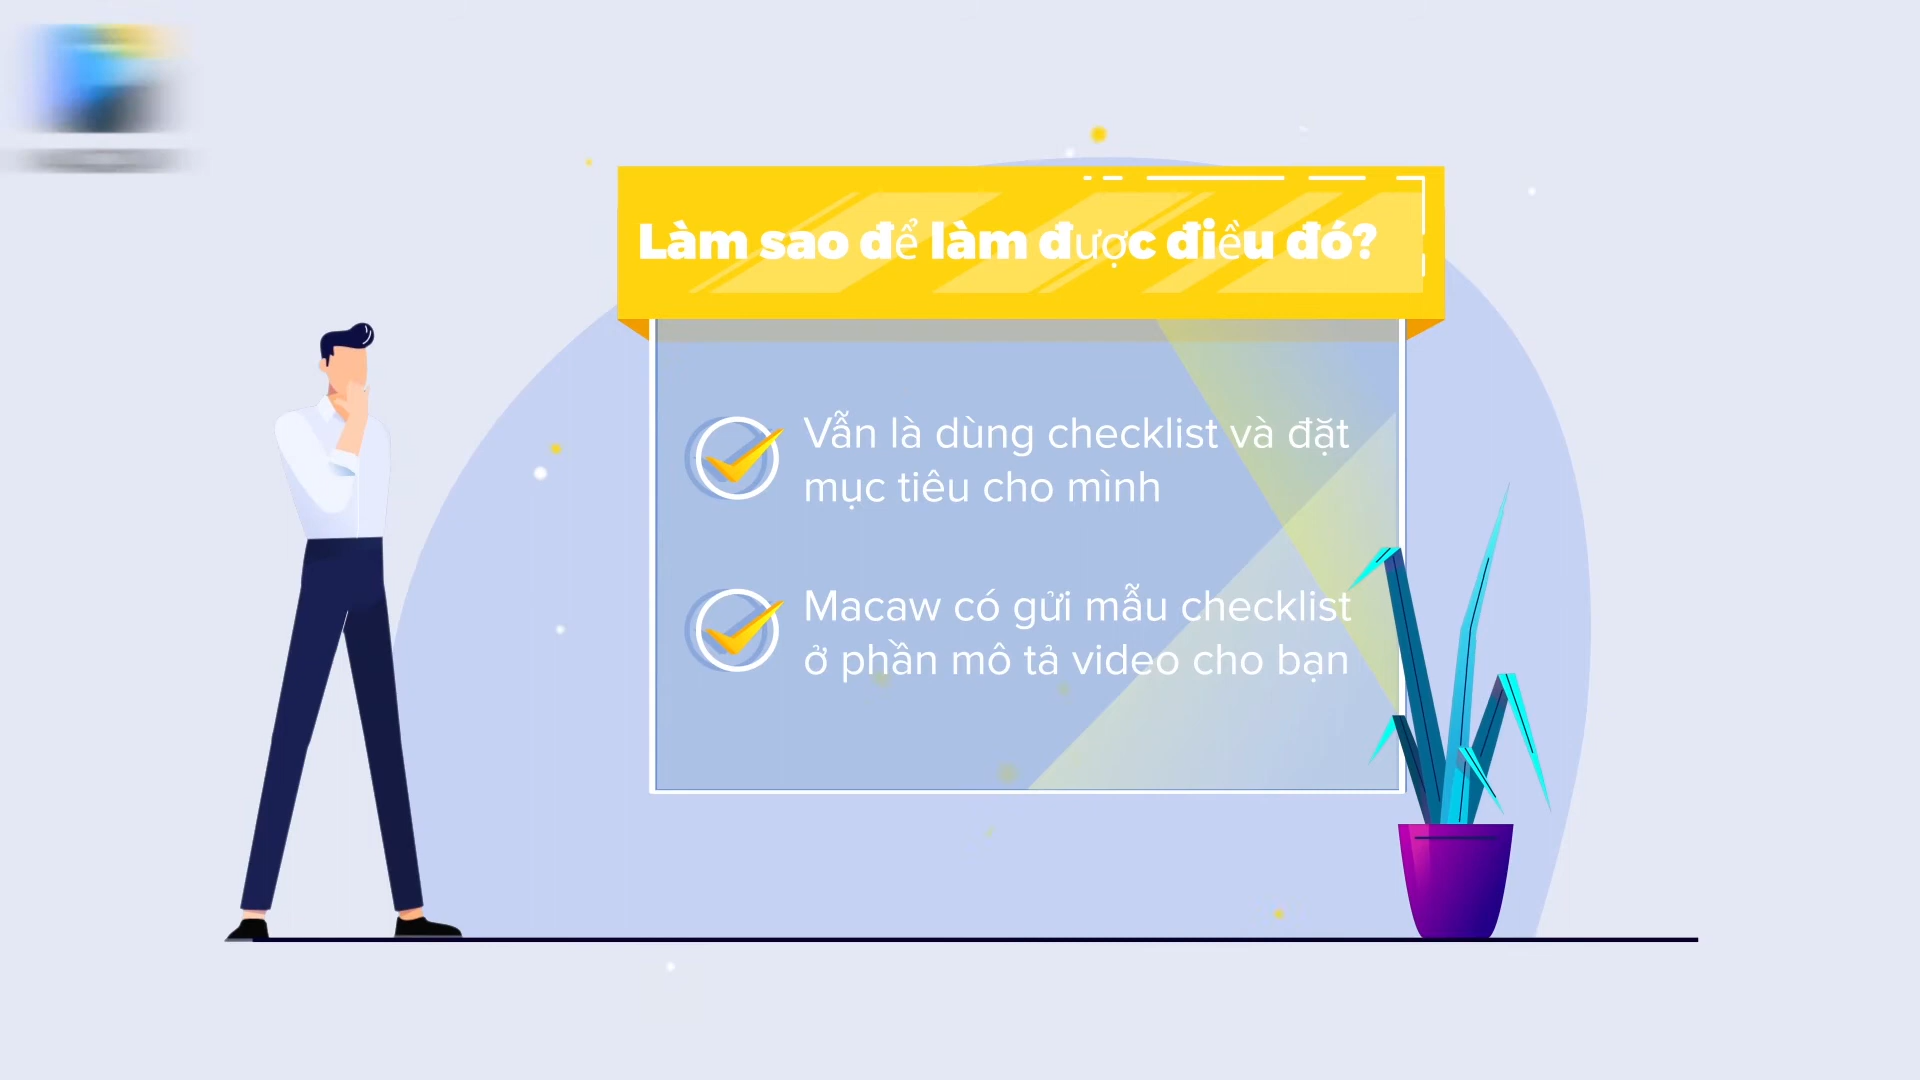 Làm sao để làm được điều đó?
Vẫn là dùng checklist và đặt
mục tiêu cho mình
Macaw có gửi mẫu checklist
ở phần mô tả video cho bạn